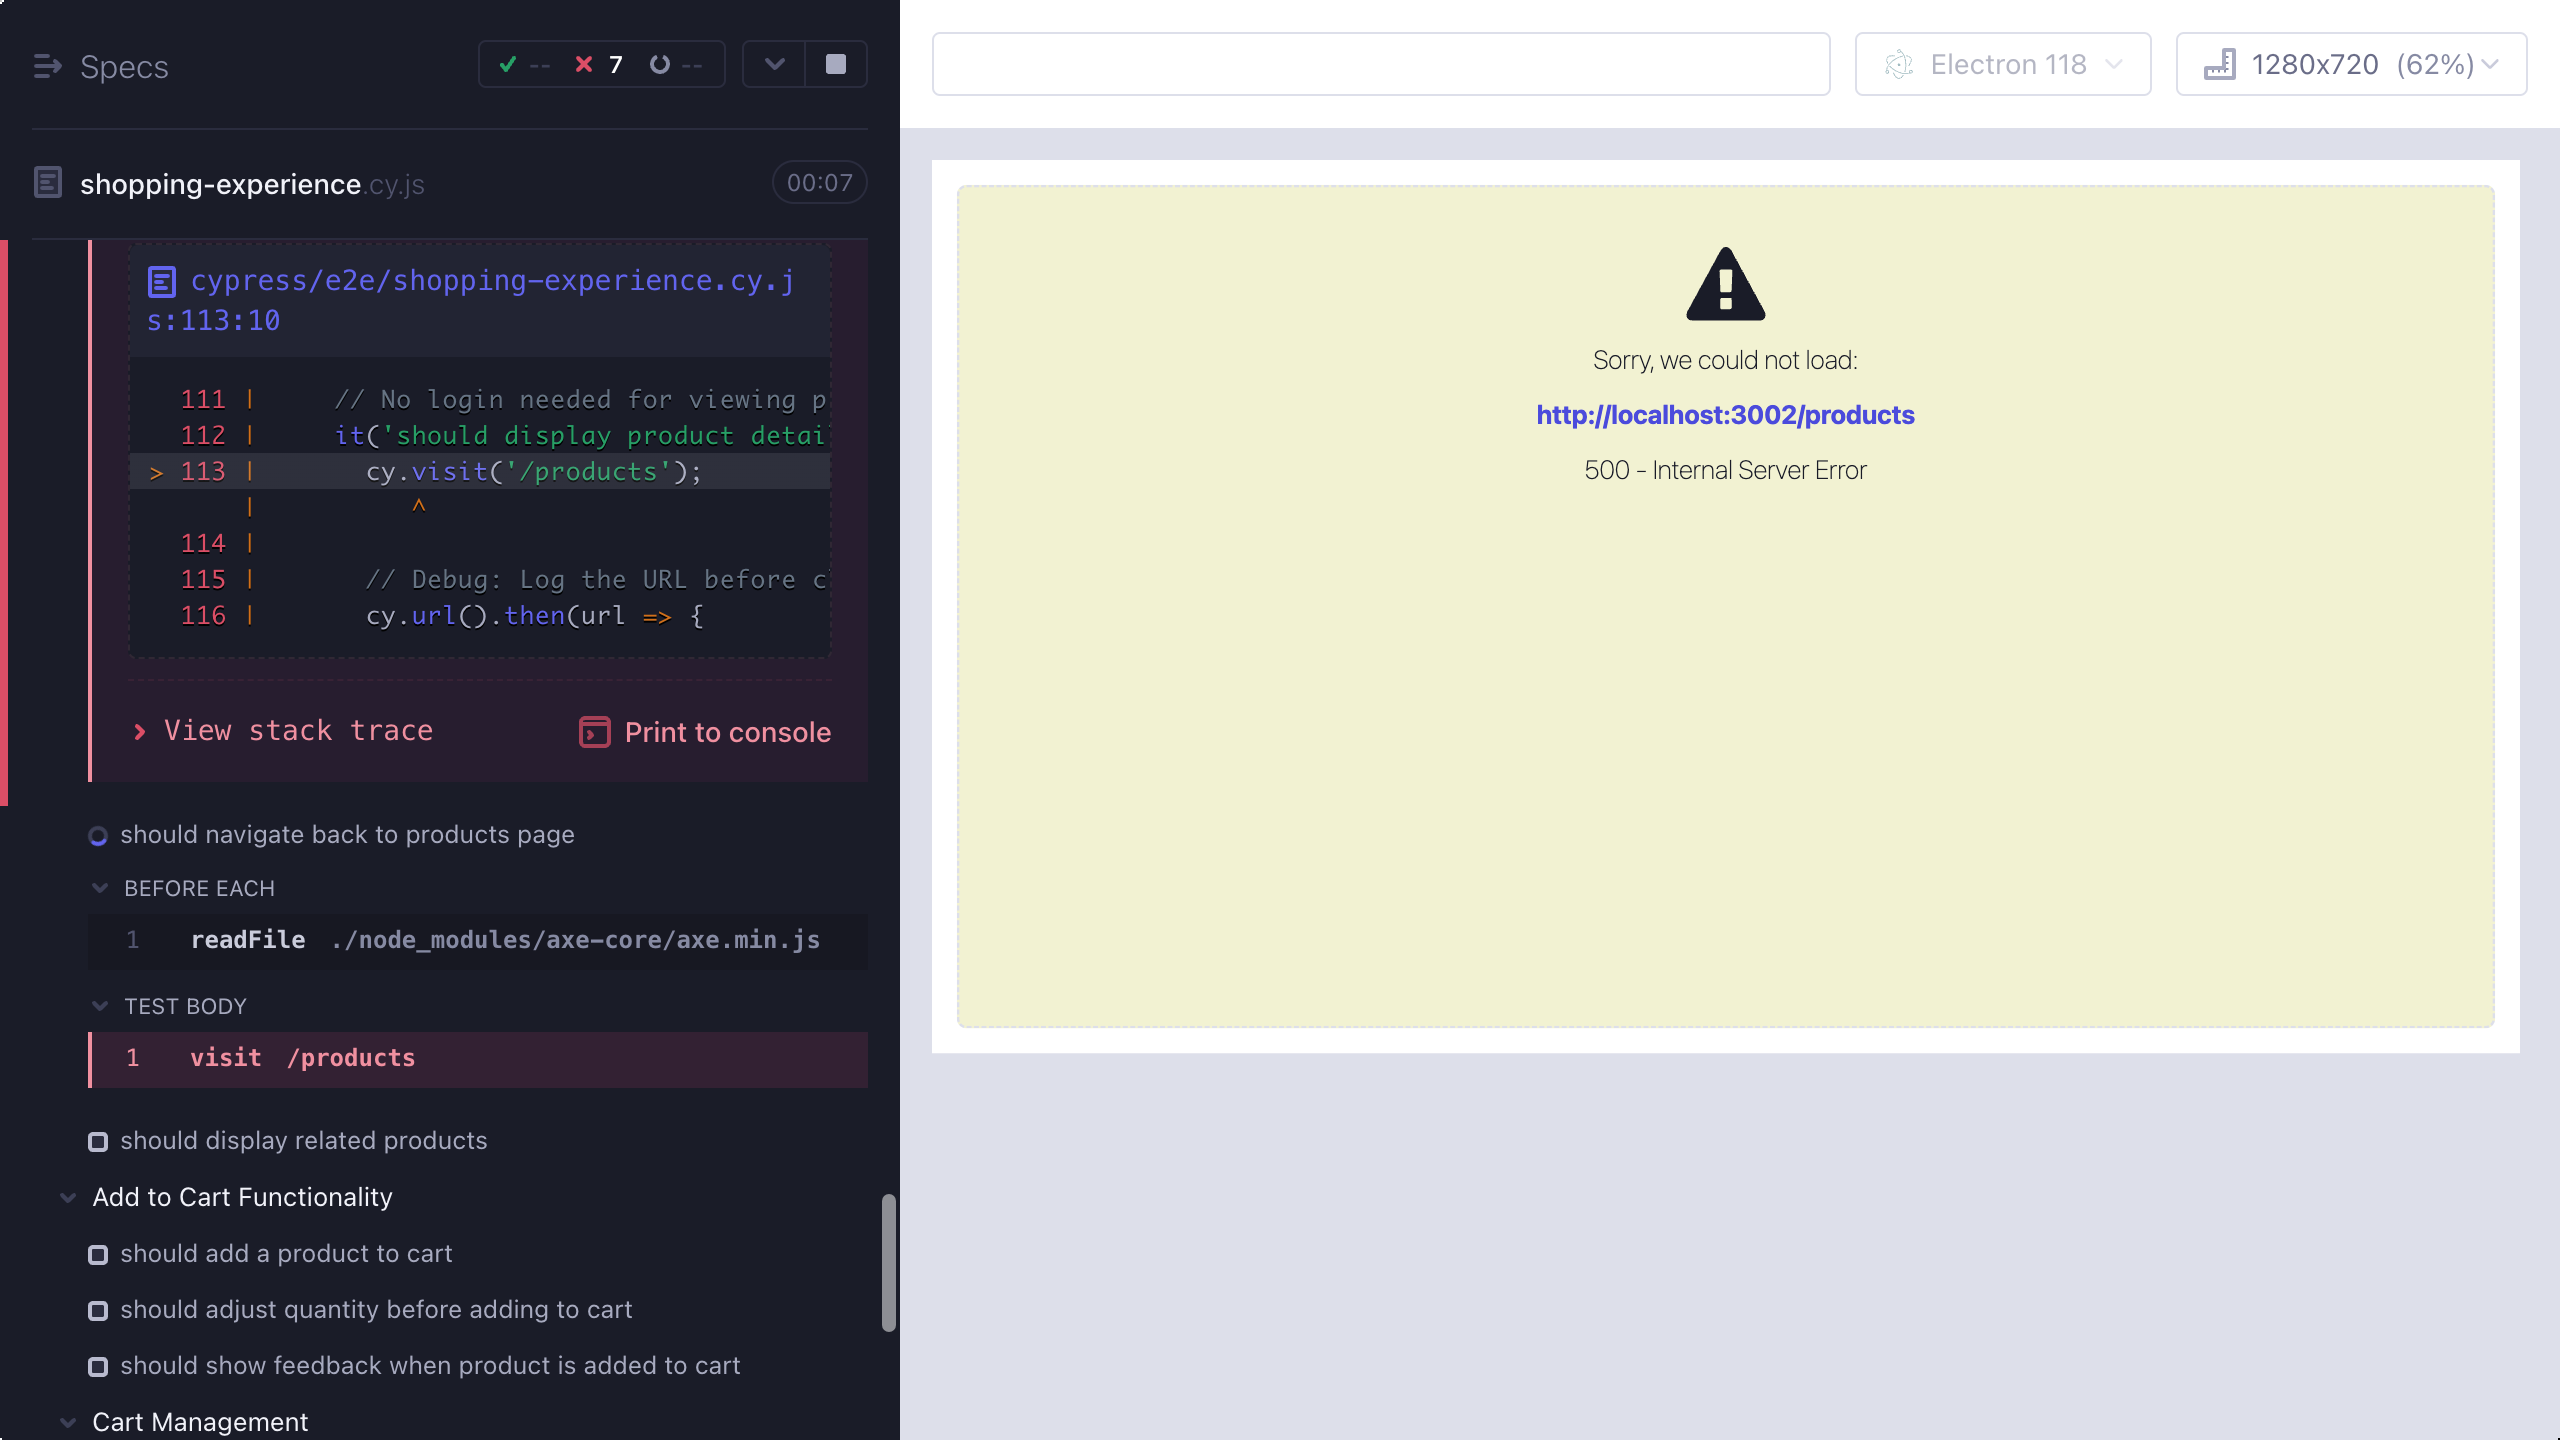 Specs
-- 7 --
shopping-experience.cy.js
00:07
cypress/e2e/shopping-experience.cy.j
s:113:10
111 | // No login needed for viewing p
112 | it('should display product detai
> 113 | cy.visit('/products');
| ^
114 |
115 | // Debug: Log the URL before c
116 | cy.url().then(url => {
View stack trace
Print to console
should navigate back to products page
BEFORE EACH
1 readFile ./node_modules/axe-core/axe.min.js
TEST BODY
1 visit /products
should display related products
Add to Cart Functionality
should add a product to cart
should adjust quantity before adding to cart
should show feedback when product is added to cart
Cart Management
Electron 118
1280x720 (62%)
Sorry, we could not load:
http://localhost:3002/products
500 - Internal Server Error